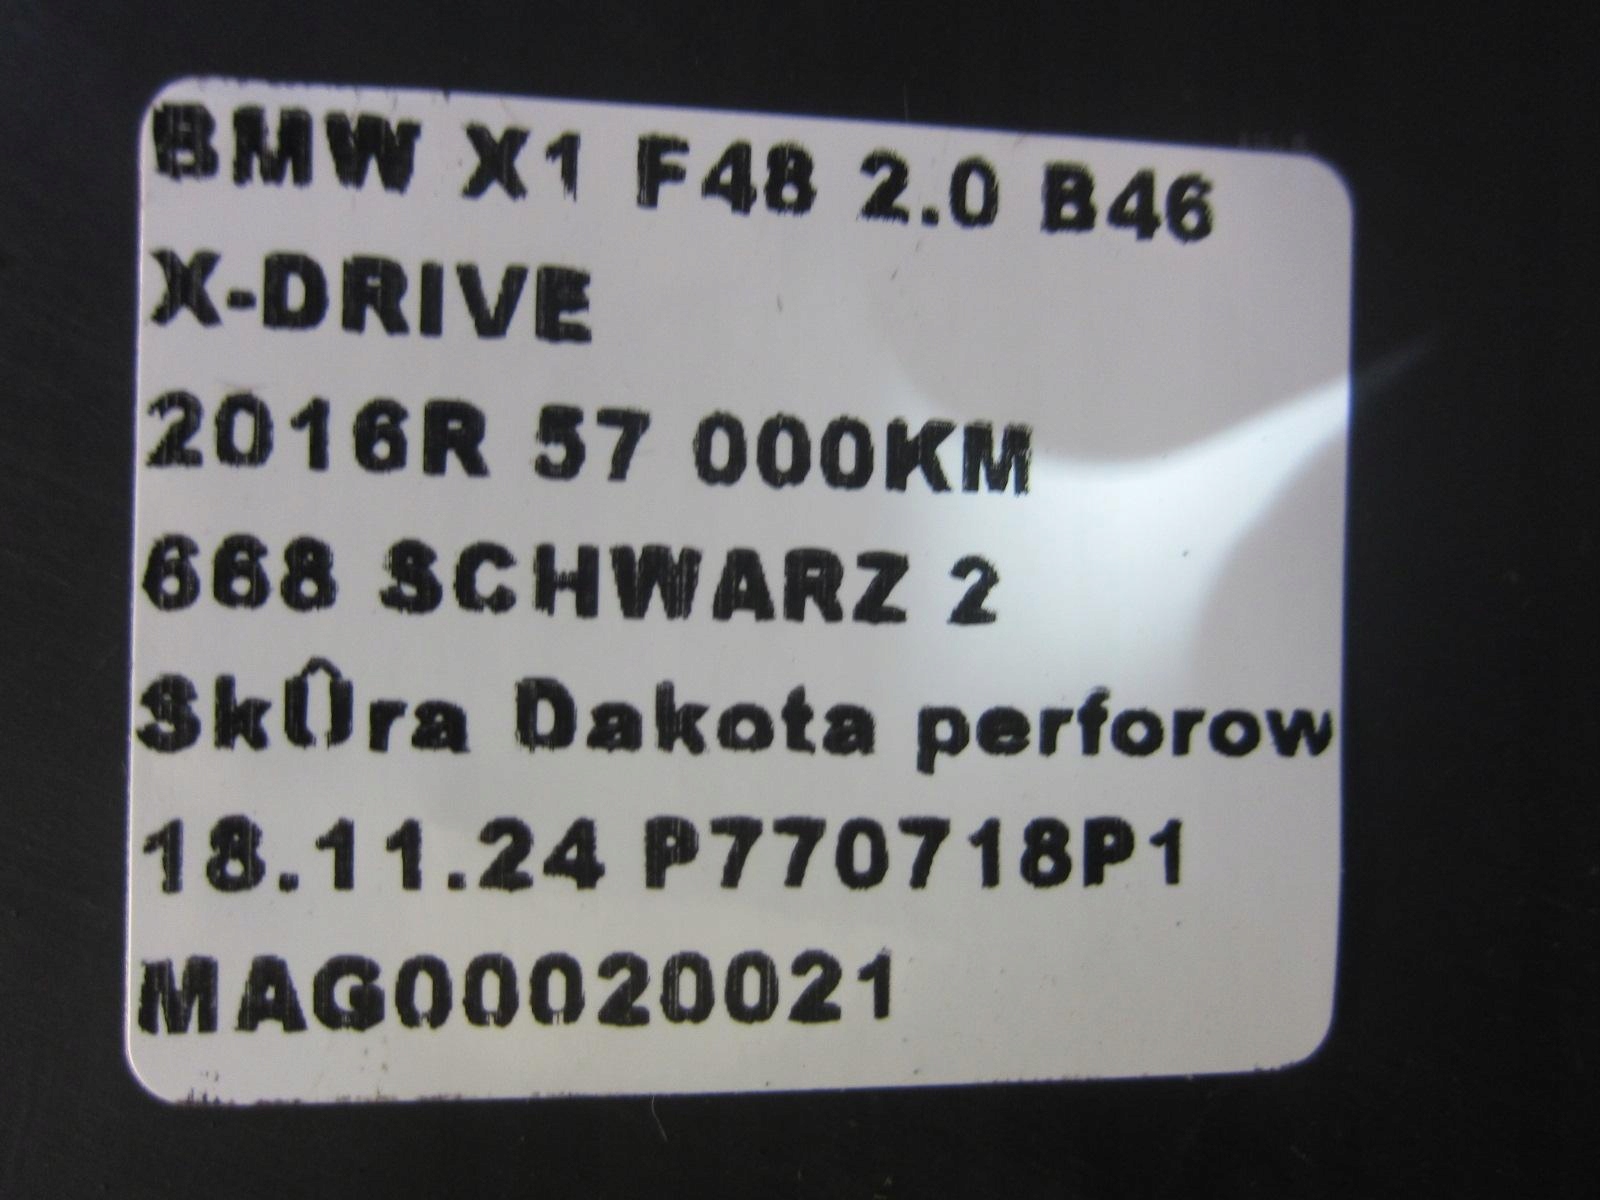 BMW X1 F48 2.0 B46
X-DRIVE
2016R 57 000KM
668 SCHWARZ 2
SkÛra Dakota perforow
18.11.24 P770718P1
MAG00020021